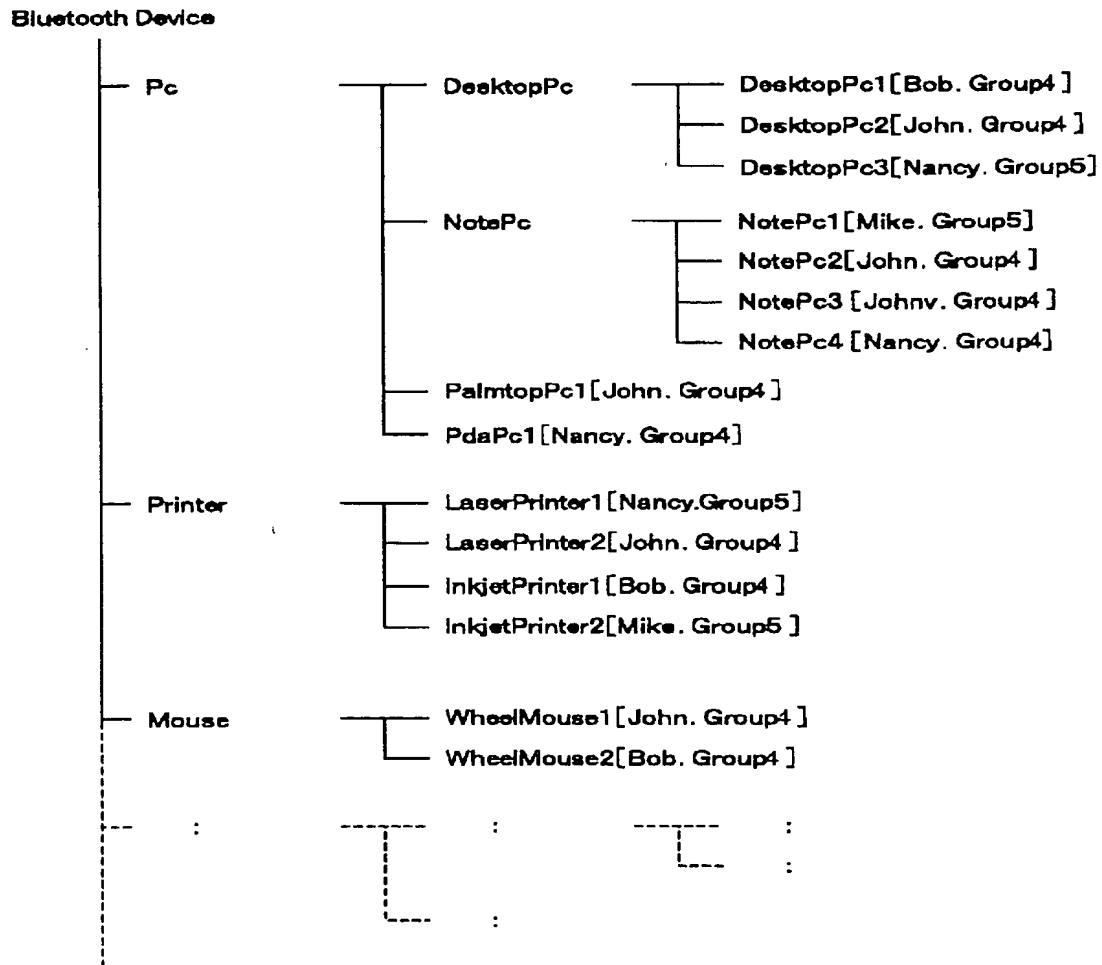 Bluetooth Device
Pc DesktopPc DesktopPc1[Bob. Group4 ]
DesktopPc2[John. Group4 ]
DesktopPc3[Nancy. Group5]
NotePc NotePc1[Mike. Group5]
NotePc2[John. Group4 ]
NotePc3 [Johnv. Group4 ]
NotePc4 [Nancy. Group4]
PalmtopPc1[John. Group4 ]
PdaPc1[Nancy. Group4]
Printer LaserPrinter1[Nancy.Group5]
LaserPrinter2[John. Group4 ]
InkjetPrinter1[Bob. Group4 ]
InkjetPrinter2[Mike. Group5 ]
Mouse WheelMouse1[John. Group4 ]
WheelMouse2[Bob. Group4 ]
: : :
:
: